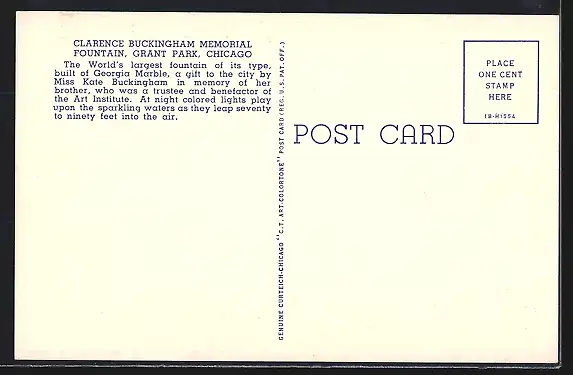 CLARENCE BUCKINGHAM MEMORIAL
FOUNTAIN, GRANT PARK, CHICAGO
The World's largest fountain of its type,
built of Georgia Marble, a gift to the city by
Miss Kate Buckingham in memory of her
brother, who was a trustee and benefactor of
the Art Institute. At night colored lights play
upon the sparkling waters as they leap seventy
to ninety feet into the air.
GENUINE CURTEICH-CHICAGO "C.T. ART-COLORTONE" POST CARD (REG. U.S. PAT. OFF.)
POST CARD
PLACE
ONE CENT
STAMP
HERE
1B-H1554